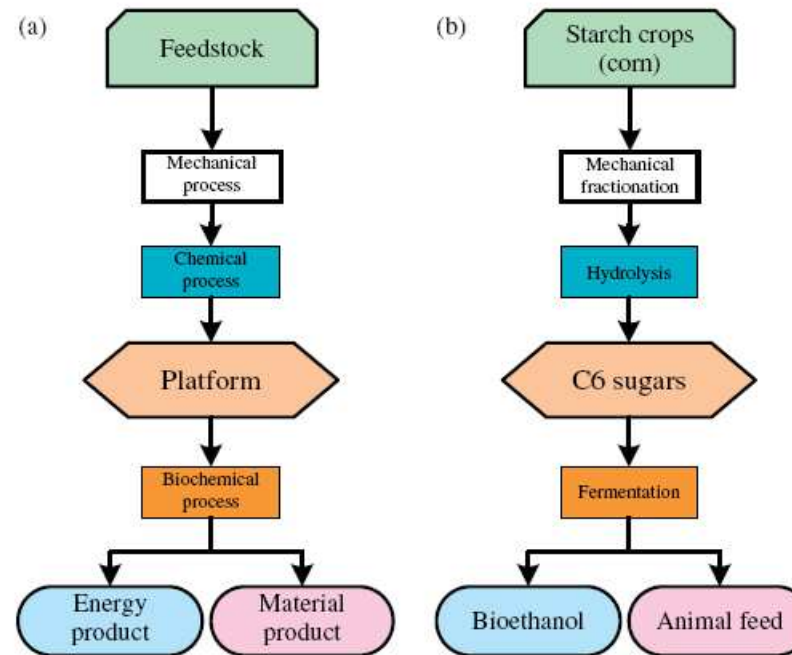 (a)
Feedstock
Mechanical
process
Chemical
process
Platform
Biochemical
process
Energy
product
Material
product
(b)
Starch crops
(corn)
Mechanical
fractionation
Hydrolysis
C6 sugars
Fermentation
Bioethanol
Animal feed